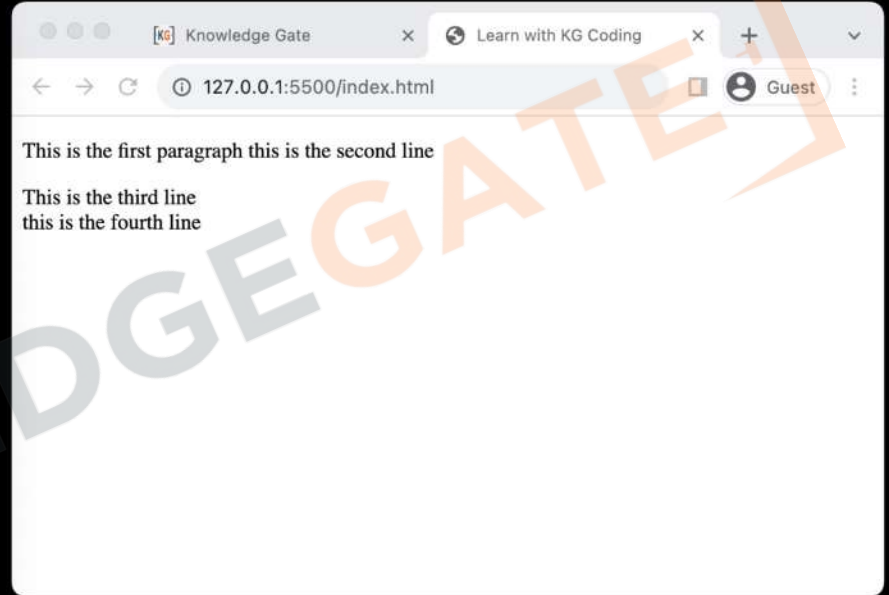 [KG] Knowledge Gate
Learn with KG Coding
127.0.0.1:5500/index.html
Guest
This is the first paragraph this is the second line
This is the third line
this is the fourth line
DGEGATE]